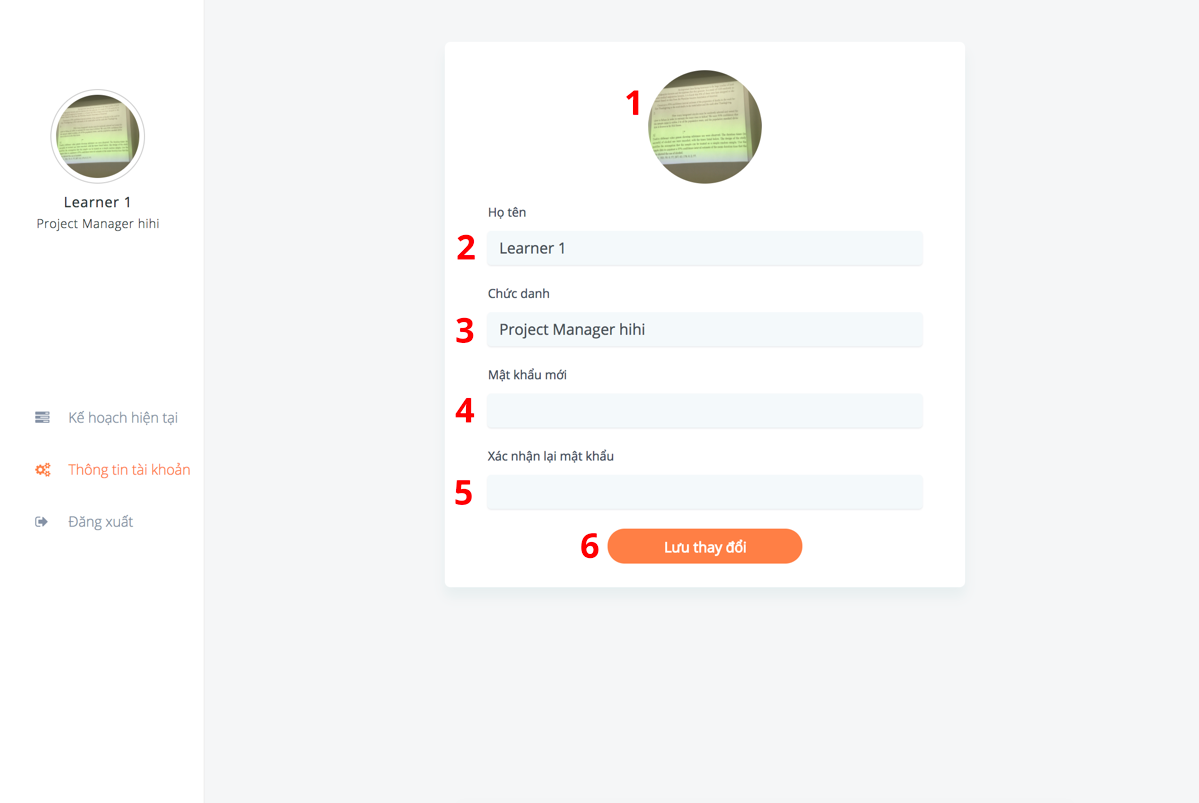 Learner 1
Project Manager hihi
Kế hoạch hiện tại
Thông tin tài khoản
Đăng xuất
1
Họ tên
2 Learner 1
Chức danh
3 Project Manager hihi
Mật khẩu mới
4
Xác nhận lại mật khẩu
5
6 Lưu thay đổi